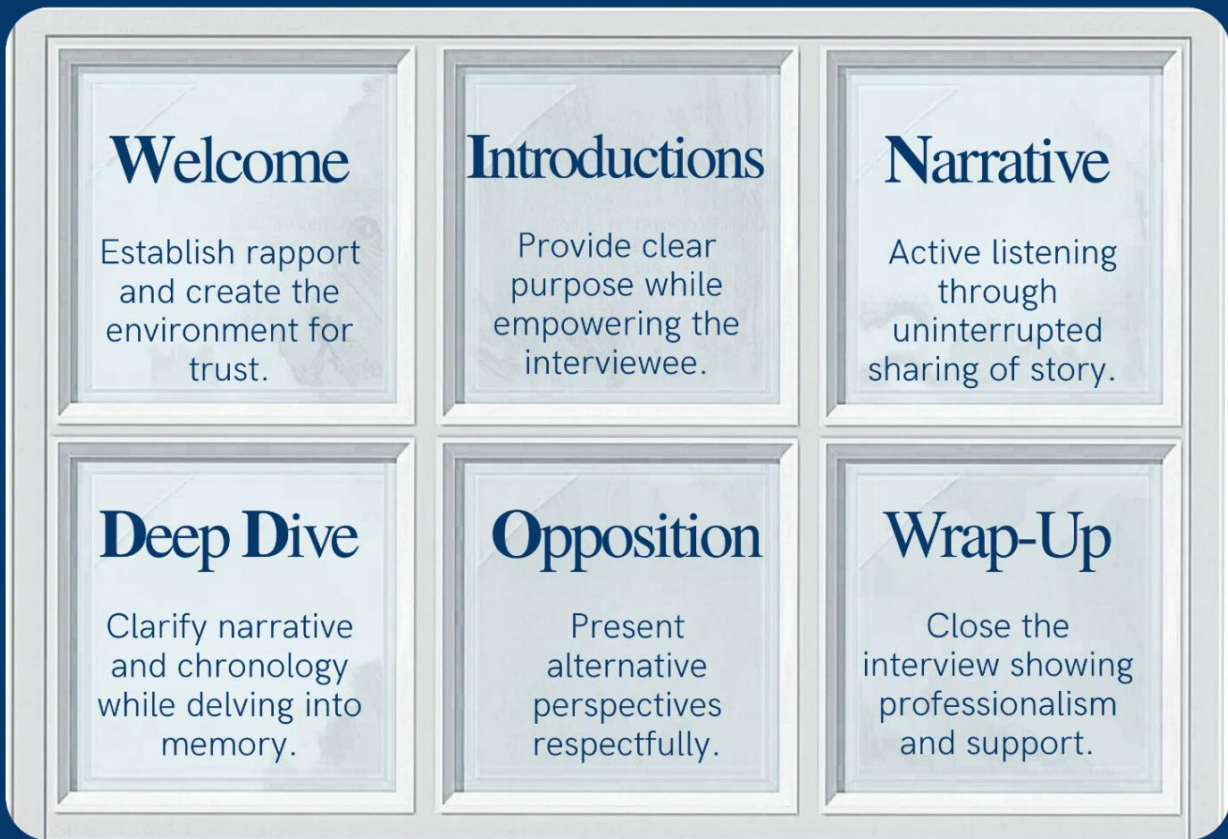 Welcome
Establish rapport
and create the
environment for
trust.
Introductions
Provide clear
purpose while
empowering the
interviewee.
Narrative
Active listening
through
uninterrupted
sharing of story.
Deep Dive
Clarify narrative
and chronology
while delving into
memory.
Opposition
Present
alternative
perspectives
respectfully.
Wrap-Up
Close the
interview showing
professionalism
and support.